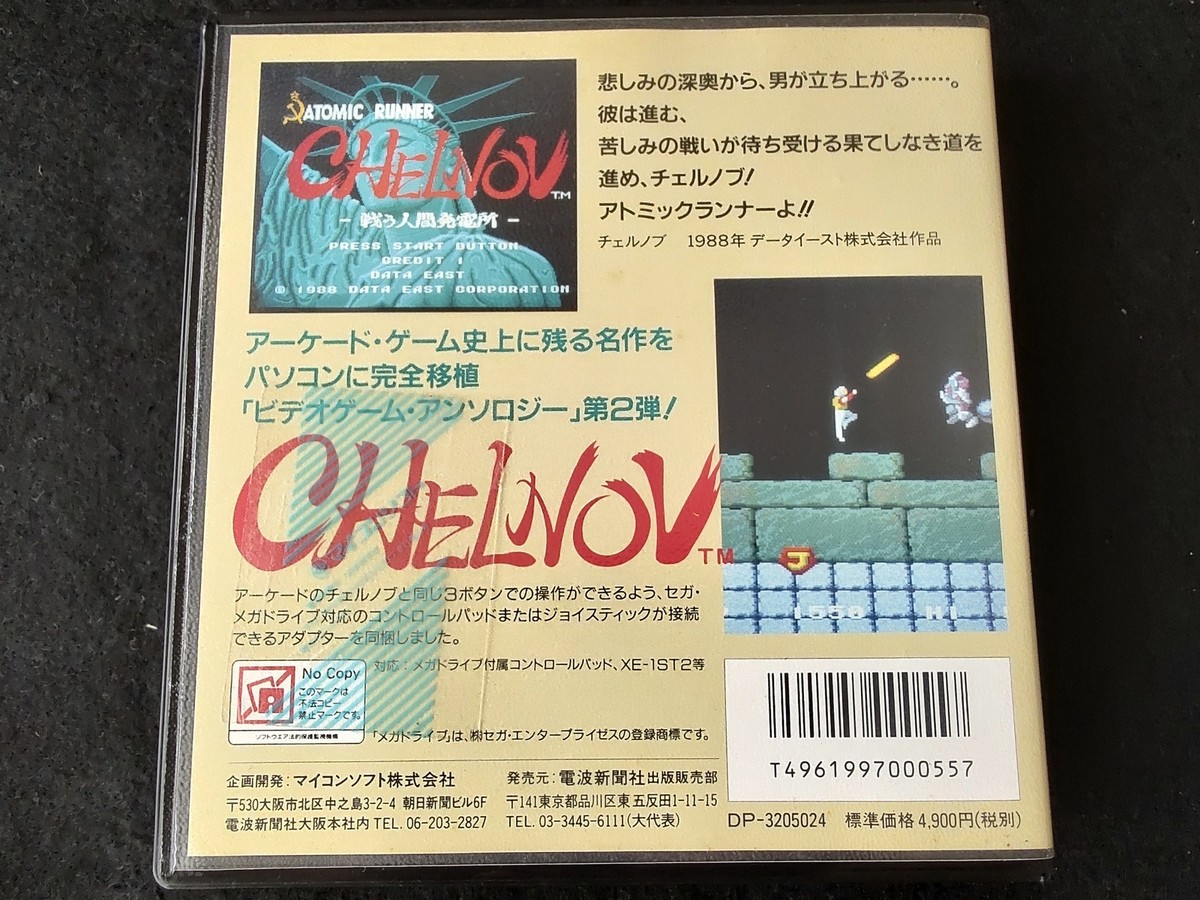 ATOMIC RUNNER
CHELNOV TM
- 戦う人間発電所 -
PRESS START BUTTON
CREDIT 1
DATA EAST
© 1988 DATA EAST CORPORATION
悲しみの深奥から、男が立ち上がる……。
彼は進む、
苦しみの戦いが待ち受ける果てしなき道を
進め、チェルノブ!
アトミックランナーよ!!
チェルノブ 1988年 データイースト株式会社作品
アーケード・ゲーム史上に残る名作を
パソコンに完全移植
「ビデオゲーム・アンソロジー」第2弾!
CHELNOV TM
J
1550 HI
アーケードのチェルノブと同じ3ボタンでの操作ができるよう、セガ・
メガドライブ対応のコントロールパッドまたはジョイスティックが接続
できるアダプターを同梱しました。
対応:メガドライブ付属コントロールパッド、XE-1ST2等
No Copy
このマークは
不法コピー
禁止マークです。
ソフトウェア法的保護監視機構
「メガドライブ」は、㈱セガ・エンタープライゼスの登録商標です。
企画開発:マイコンソフト株式会社
〒530大阪市北区中之島3-2-4 朝日新聞ビル6F
電波新聞社大阪本社内 TEL. 06-203-2827
発売元:電波新聞社出版販売部
〒141東京都品川区東五反田1-11-15
TEL. 03-3445-6111(大代表)
T4961997000557
DP-3205024 標準価格 4,900円(税別)